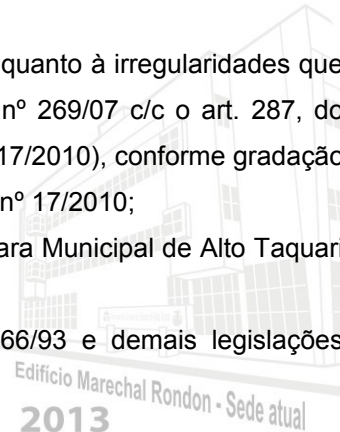 quanto à irregularidades que
nº 269/07 c/c o art. 287, do
17/2010), conforme gradação
nº 17/2010;
ara Municipal de Alto Taquari
66/93 e demais legislações
Edifício Marechal Rondon - Sede atual
2013